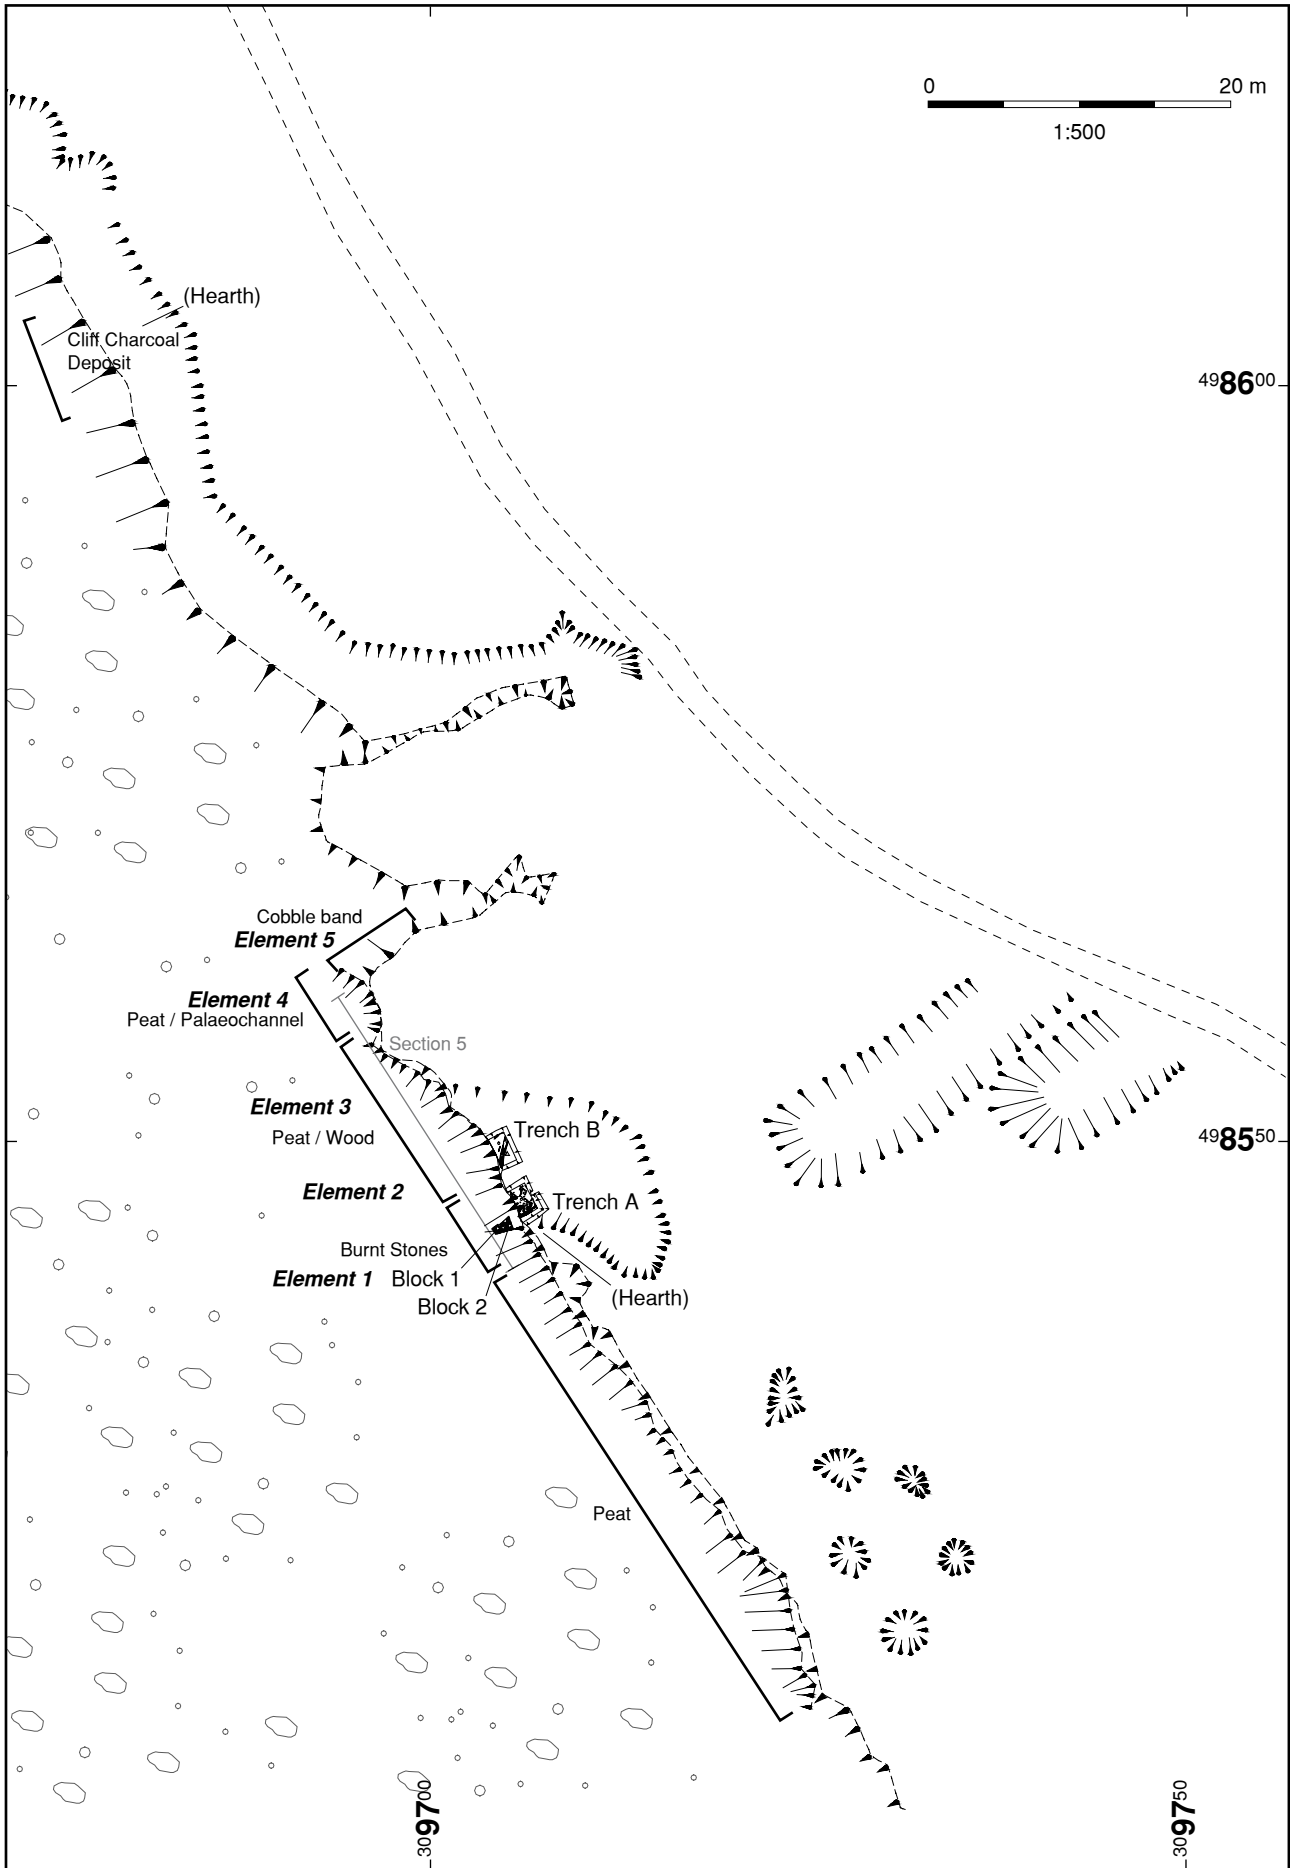 0 20 m
1:500
(Hearth)
Cliff Charcoal
Deposit
498600
Cobble band
Element 5
Element 4
Peat / Palaeochannel
Section 5
Element 3
Trench B
Peat / Wood
498550
Element 2
Trench A
Burnt Stones
Element 1 Block 1
Block 2
(Hearth)
Peat
309700
309750